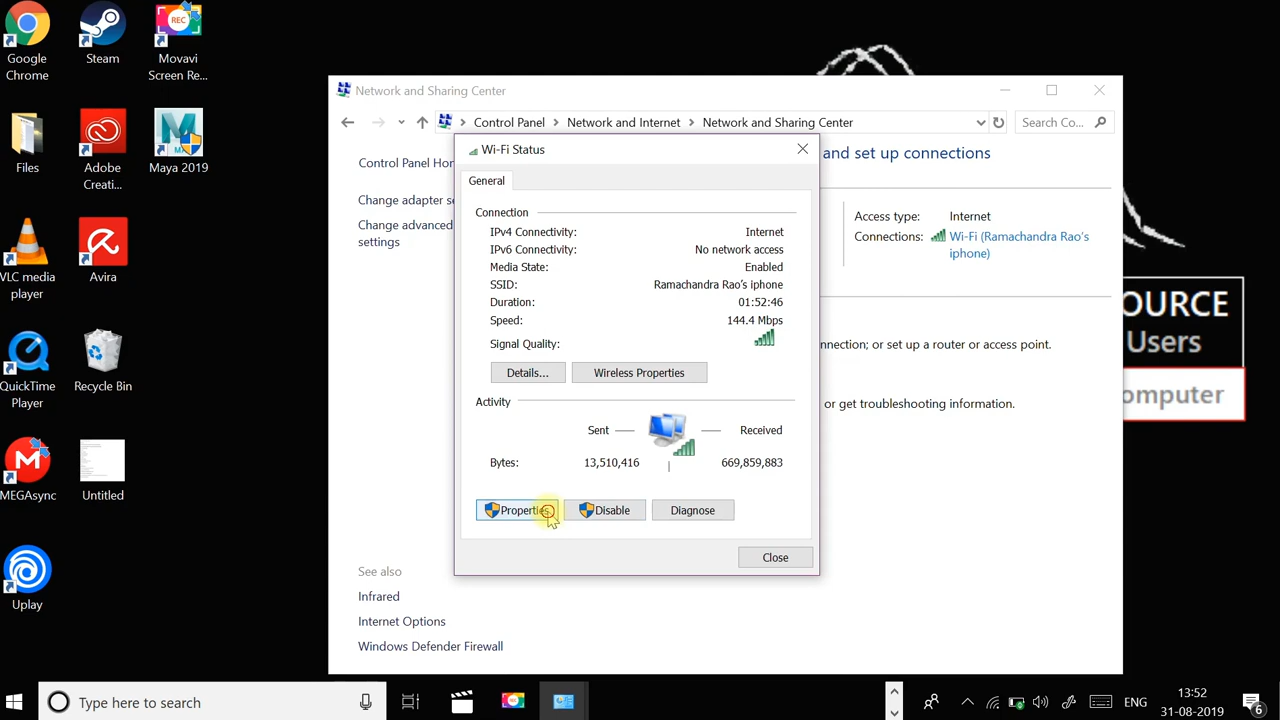 Google
Chrome
Steam
REC
Movavi
Screen Re...
Files
Adobe
Creati...
Maya 2019
VLC media
player
Avira
QuickTime
Player
Recycle Bin
MEGAsync
Untitled
Uplay
Network and Sharing Center
Control Panel
Network and Internet
Network and Sharing Center
Search Co...
Control Panel Hom
Change adapter se
Change advanced
settings
and set up connections
Access type:
Internet
Connections:
Wi-Fi (Ramachandra Rao's
iphone)
nnection; or set up a router or access point.
or get troubleshooting information.
See also
Infrared
Internet Options
Windows Defender Firewall
Wi-Fi Status
General
Connection
IPv4 Connectivity:
Internet
IPv6 Connectivity:
No network access
Media State:
Enabled
SSID:
Ramachandra Rao’s iphone
Duration:
01:52:46
Speed:
144.4 Mbps
Signal Quality:
Details...
Wireless Properties
Activity
Sent
Received
Bytes:
13,510,416
669,859,883
Properties
Disable
Diagnose
Close
OURCE
Users
omputer
Type here to search
ENG
13:52
31-08-2019
6